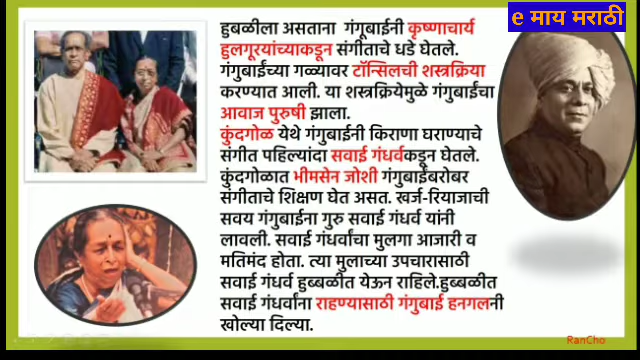 e माय मराठी
हुबळीला असताना गंगूबाईनी कृष्णाचार्य
हुलगूरयांच्याकडून संगीताचे धडे घेतले.
गंगुबाईच्या गळ्यावर टॉन्सिलची शस्त्रक्रिया
करण्यात आली. या शस्त्रक्रियेमुळे गंगुबाईंचा
आवाज पुरुषी झाला.
कुंदगोळ येथे गंगुबाईनी किराणा घराण्याचे
संगीत पहिल्यांदा सवाई गंधर्वकडून घेतले.
कुंदगोळात भीमसेन जोशी गंगुबाईंबरोबर
संगीताचे शिक्षण घेत असत. खर्ज-रियाजाची
सवय गंगुबाईना गुरु सवाई गंधर्व यांनी
लावली. सवाई गंधर्वांचा मुलगा आजारी व
मतिमंद होता. त्या मुलाच्या उपचारासाठी
सवाई गंधर्व हुब्बळीत येऊन राहिले.हुब्बळीत
सवाई गंधर्वांना राहण्यासाठी गंगुबाई हनगलनी
खोल्या दिल्या.
RanCho